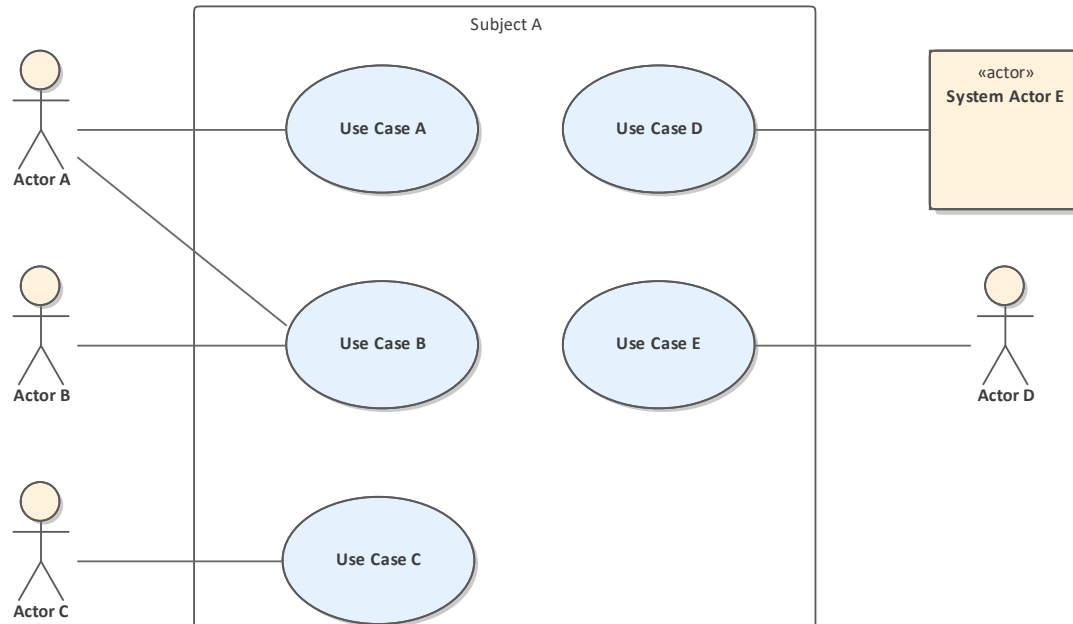 Subject A
«actor»
System Actor E
Use Case A
Use Case D
Actor A
Use Case B
Use Case E
Actor B
Actor D
Use Case C
Actor C